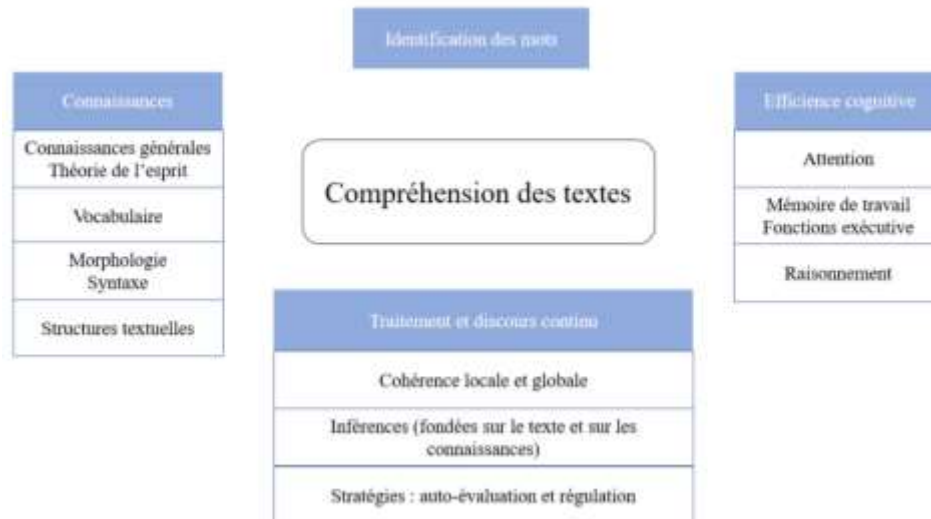 Identification des mots
Connaissances
Connaissances générales
Théorie de l'esprit
Vocabulaire
Morphologie
Syntaxe
Structures textuelles
Compréhension des textes
Efficience cognitive
Attention
Mémoire de travail
Fonctions exécutive
Raisonnement
Traitement et discours continu
Cohérence locale et globale
Inférences (fondées sur le texte et sur les
connaissances)
Stratégies : auto-évaluation et régulation